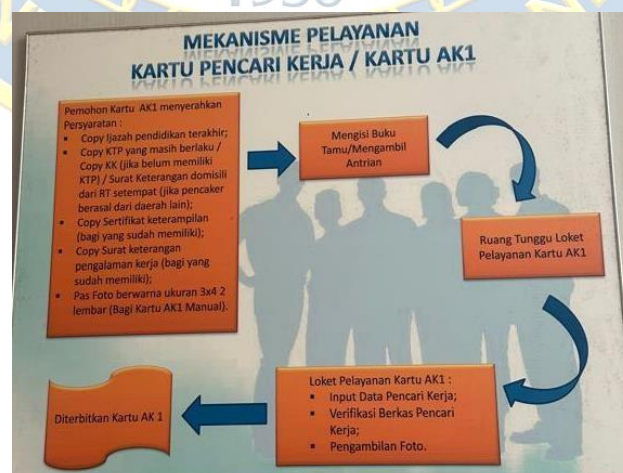 1956
MEKANISME PELAYANAN
KARTU PENCARI KERJA / KARTU AK1
Pemohon Kartu AK1 menyerahkan
Persyaratan :
▪ Copy Ijazah pendidikan terakhir;
▪ Copy KTP yang masih berlaku /
Copy KK (jika belum memiliki
KTP) / Surat Keterangan domisili
dari RT setempat (jika pencaker
berasal dari daerah lain);
▪ Copy Sertifikat keterampilan
(bagi yang sudah memiliki);
▪ Copy Surat keterangan
pengalaman kerja (bagi yang
sudah memiliki);
▪ Pas Foto berwarna ukuran 3x4 2
lembar (Bagi Kartu AK1 Manual).
Mengisi Buku
Tamu/Mengambil
Antrian
Ruang Tunggu Loket
Pelayanan Kartu AK1
Loket Pelayanan Kartu AK1 :
▪ Input Data Pencari Kerja;
▪ Verifikasi Berkas Pencari
Kerja;
▪ Pengambilan Foto.
Diterbitkan Kartu AK 1